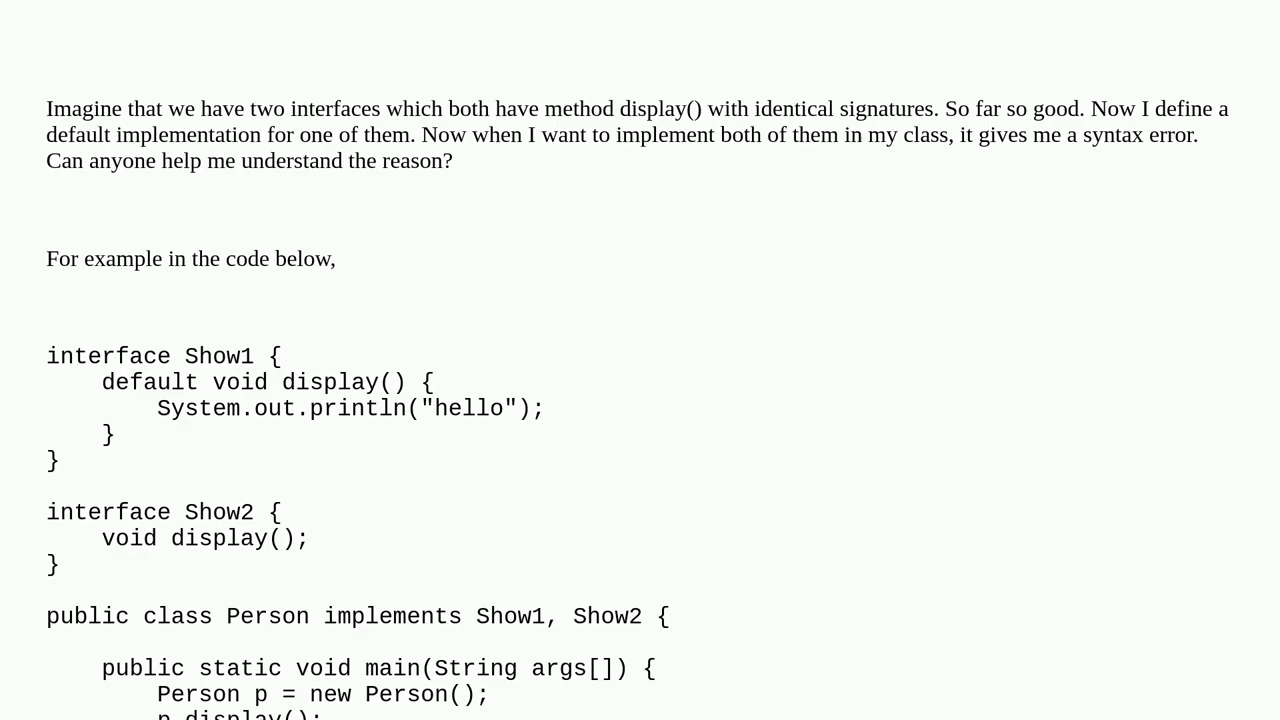 Imagine that we have two interfaces which both have method display() with identical signatures. So far so good. Now I define a
default implementation for one of them. Now when I want to implement both of them in my class, it gives me a syntax error.
Can anyone help me understand the reason?
For example in the code below,
interface Show1 {
    default void display() {
        System.out.println("hello");
    }
}
interface Show2 {
    void display();
}
public class Person implements Show1, Show2 {
    public static void main(String args[]) {
        Person p = new Person();
        p.display();